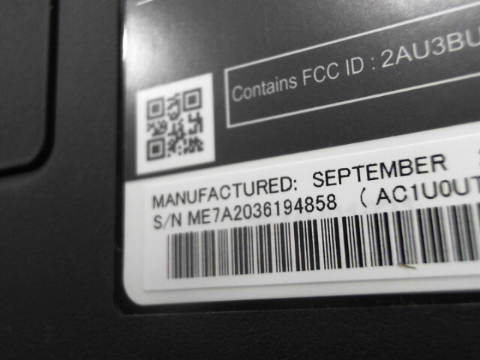 Contains FCC ID : 2AU3BU
MANUFACTURED: SEPTEMBER
S/N ME7A2036194858 ( AC1U0UT